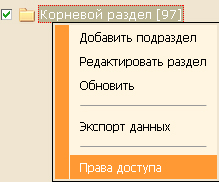 Корневой раздел [97]
Добавить подраздел
Редактировать раздел
Обновить
Экспорт данных
Права доступа